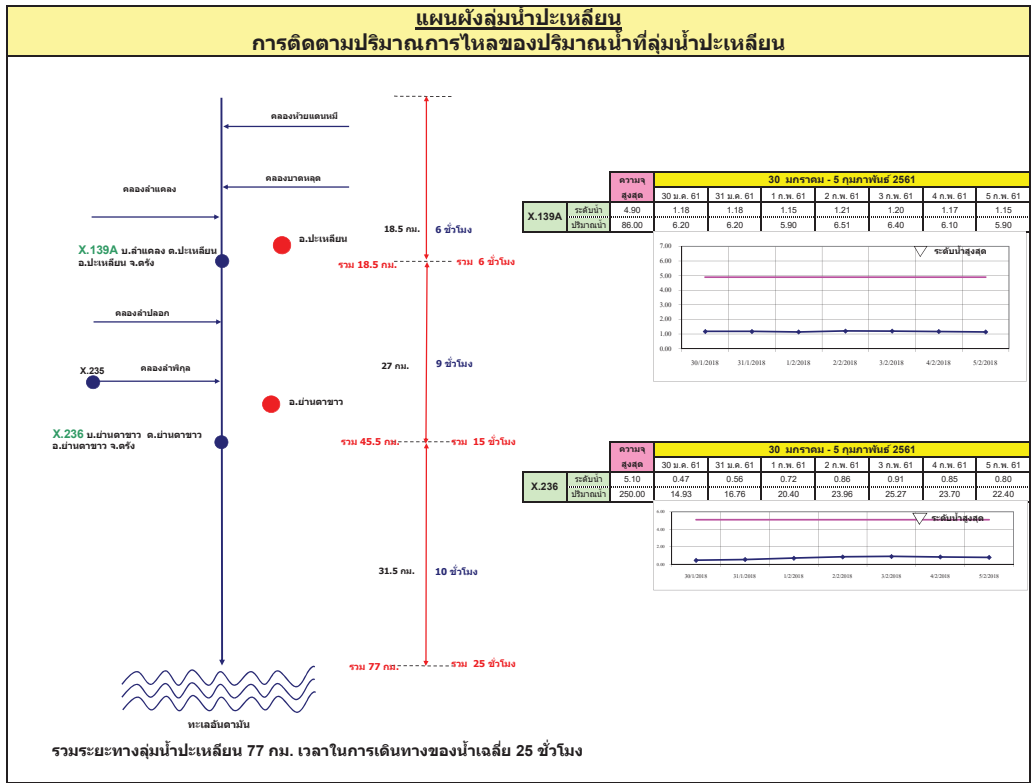 แผนผังลุ่มน้ำปะเหลียน
การติดตามปริมาณการไหลของปริมาณน้ำที่ลุ่มน้ำปะเหลียน
คลองห้วยแดนหมี
คลองบาตหลุด
คลองลำแคลง
18.5 กม. 6 ชั่วโมง
อ.ปะเหลียน
X.139A บ.ลำแคลง ต.ปะเหลียน
อ.ปะเหลียน จ.ตรัง
รวม 18.5 กม. รวม 6 ชั่วโมง
คลองลำปลอก
X.235 คลองลำพิกุล
27 กม. 9 ชั่วโมง
อ.ย่านตาขาว
X.236 บ.ย่านตาขาว ต.ย่านตาขาว
อ.ย่านตาขาว จ.ตรัง
รวม 45.5 กม. รวม 15 ชั่วโมง
31.5 กม. 10 ชั่วโมง
รวม 77 กม. รวม 25 ชั่วโมง
ทะเลอันดามัน
รวมระยะทางลุ่มน้ำปะเหลียน 77 กม. เวลาในการเดินทางของน้ำเฉลี่ย 25 ชั่วโมง
ความจุ 30 มกราคม - 5 กุมภาพันธ์ 2561
สูงสุด 30 ม.ค. 61 31 ม.ค. 61 1 ก.พ. 61 2 ก.พ. 61 3 ก.พ. 61 4 ก.พ. 61 5 ก.พ. 61
X.139A ระดับน้ำ 4.90 1.18 1.18 1.15 1.21 1.20 1.17 1.15
ปริมาณน้ำ 86.00 6.20 6.20 5.90 6.51 6.40 6.10 5.90
ระดับน้ำสูงสุด
7.00
6.00
5.00
4.00
3.00
2.00
1.00
0.00
30/1/2018 31/1/2018 1/2/2018 2/2/2018 3/2/2018 4/2/2018 5/2/2018
ความจุ 30 มกราคม - 5 กุมภาพันธ์ 2561
สูงสุด 30 ม.ค. 61 31 ม.ค. 61 1 ก.พ. 61 2 ก.พ. 61 3 ก.พ. 61 4 ก.พ. 61 5 ก.พ. 61
X.236 ระดับน้ำ 5.10 0.47 0.56 0.72 0.86 0.91 0.85 0.80
ปริมาณน้ำ 250.00 14.93 16.76 20.40 23.96 25.27 23.70 22.40
ระดับน้ำสูงสุด
6.00
4.00
2.00
0.00
30/1/2018 31/1/2018 1/2/2018 2/2/2018 3/2/2018 4/2/2018 5/2/2018